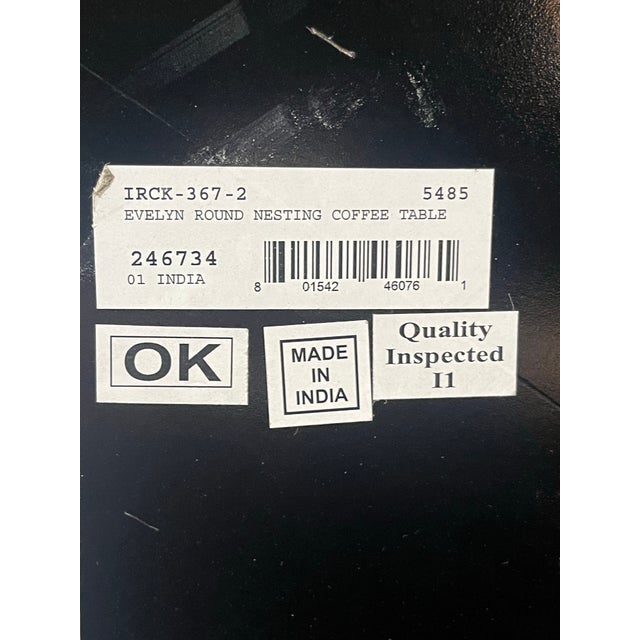 IRCK-367-2 5485
EVELYN ROUND NESTING COFFEE TABLE
246734
01 INDIA
8 01542 46076 1
OK
MADE
IN
INDIA
Quality
Inspected
I1